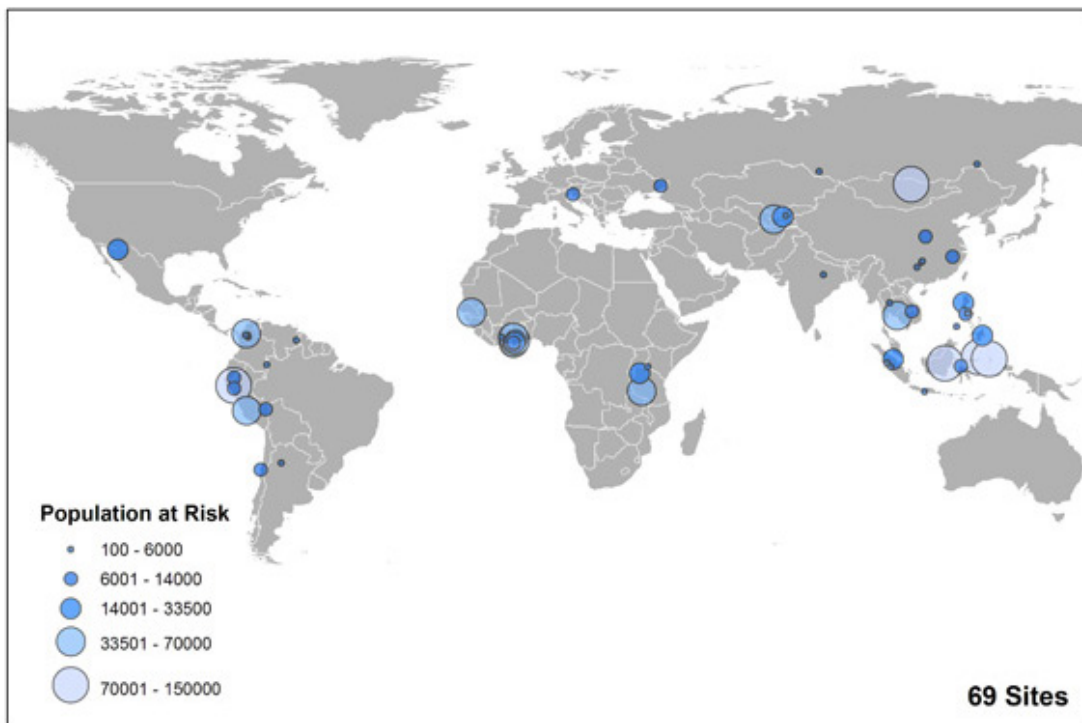 Population at Risk
100 - 6000
6001 - 14000
14001 - 33500
33501 - 70000
70001 - 150000
69 Sites